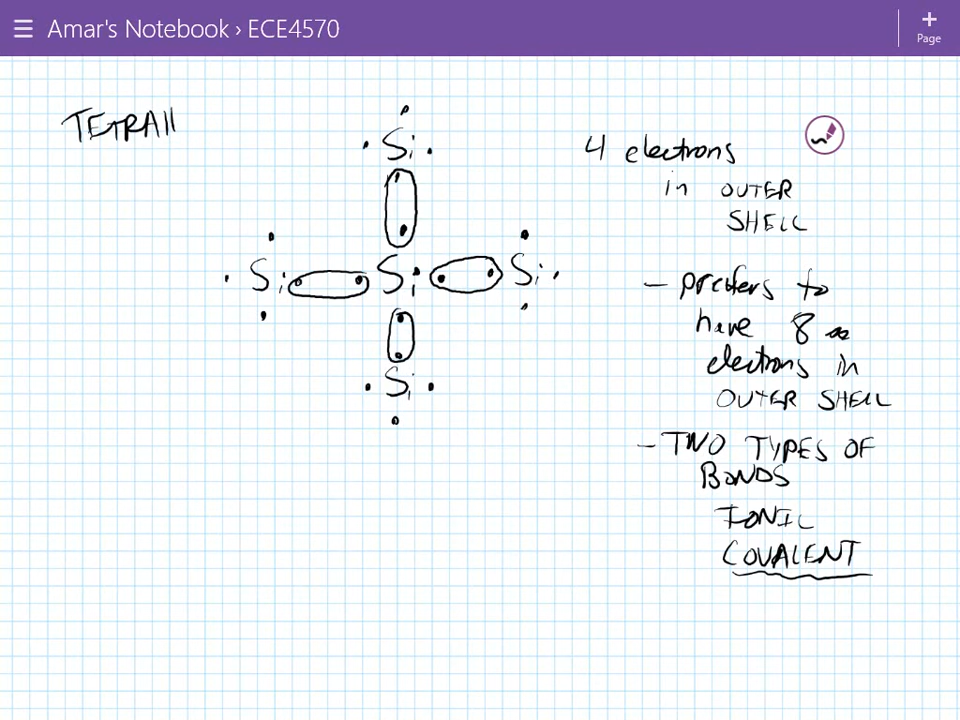 Amar's Notebook › ECE4570
Page
TETRAH
Si
Si Si Si
Si
4 electrons
in OUTER
SHELL
- prefers to
have 8
electrons in
OUTER SHELL
- TWO TYPES OF
BONDS
IONIC
COVALENT